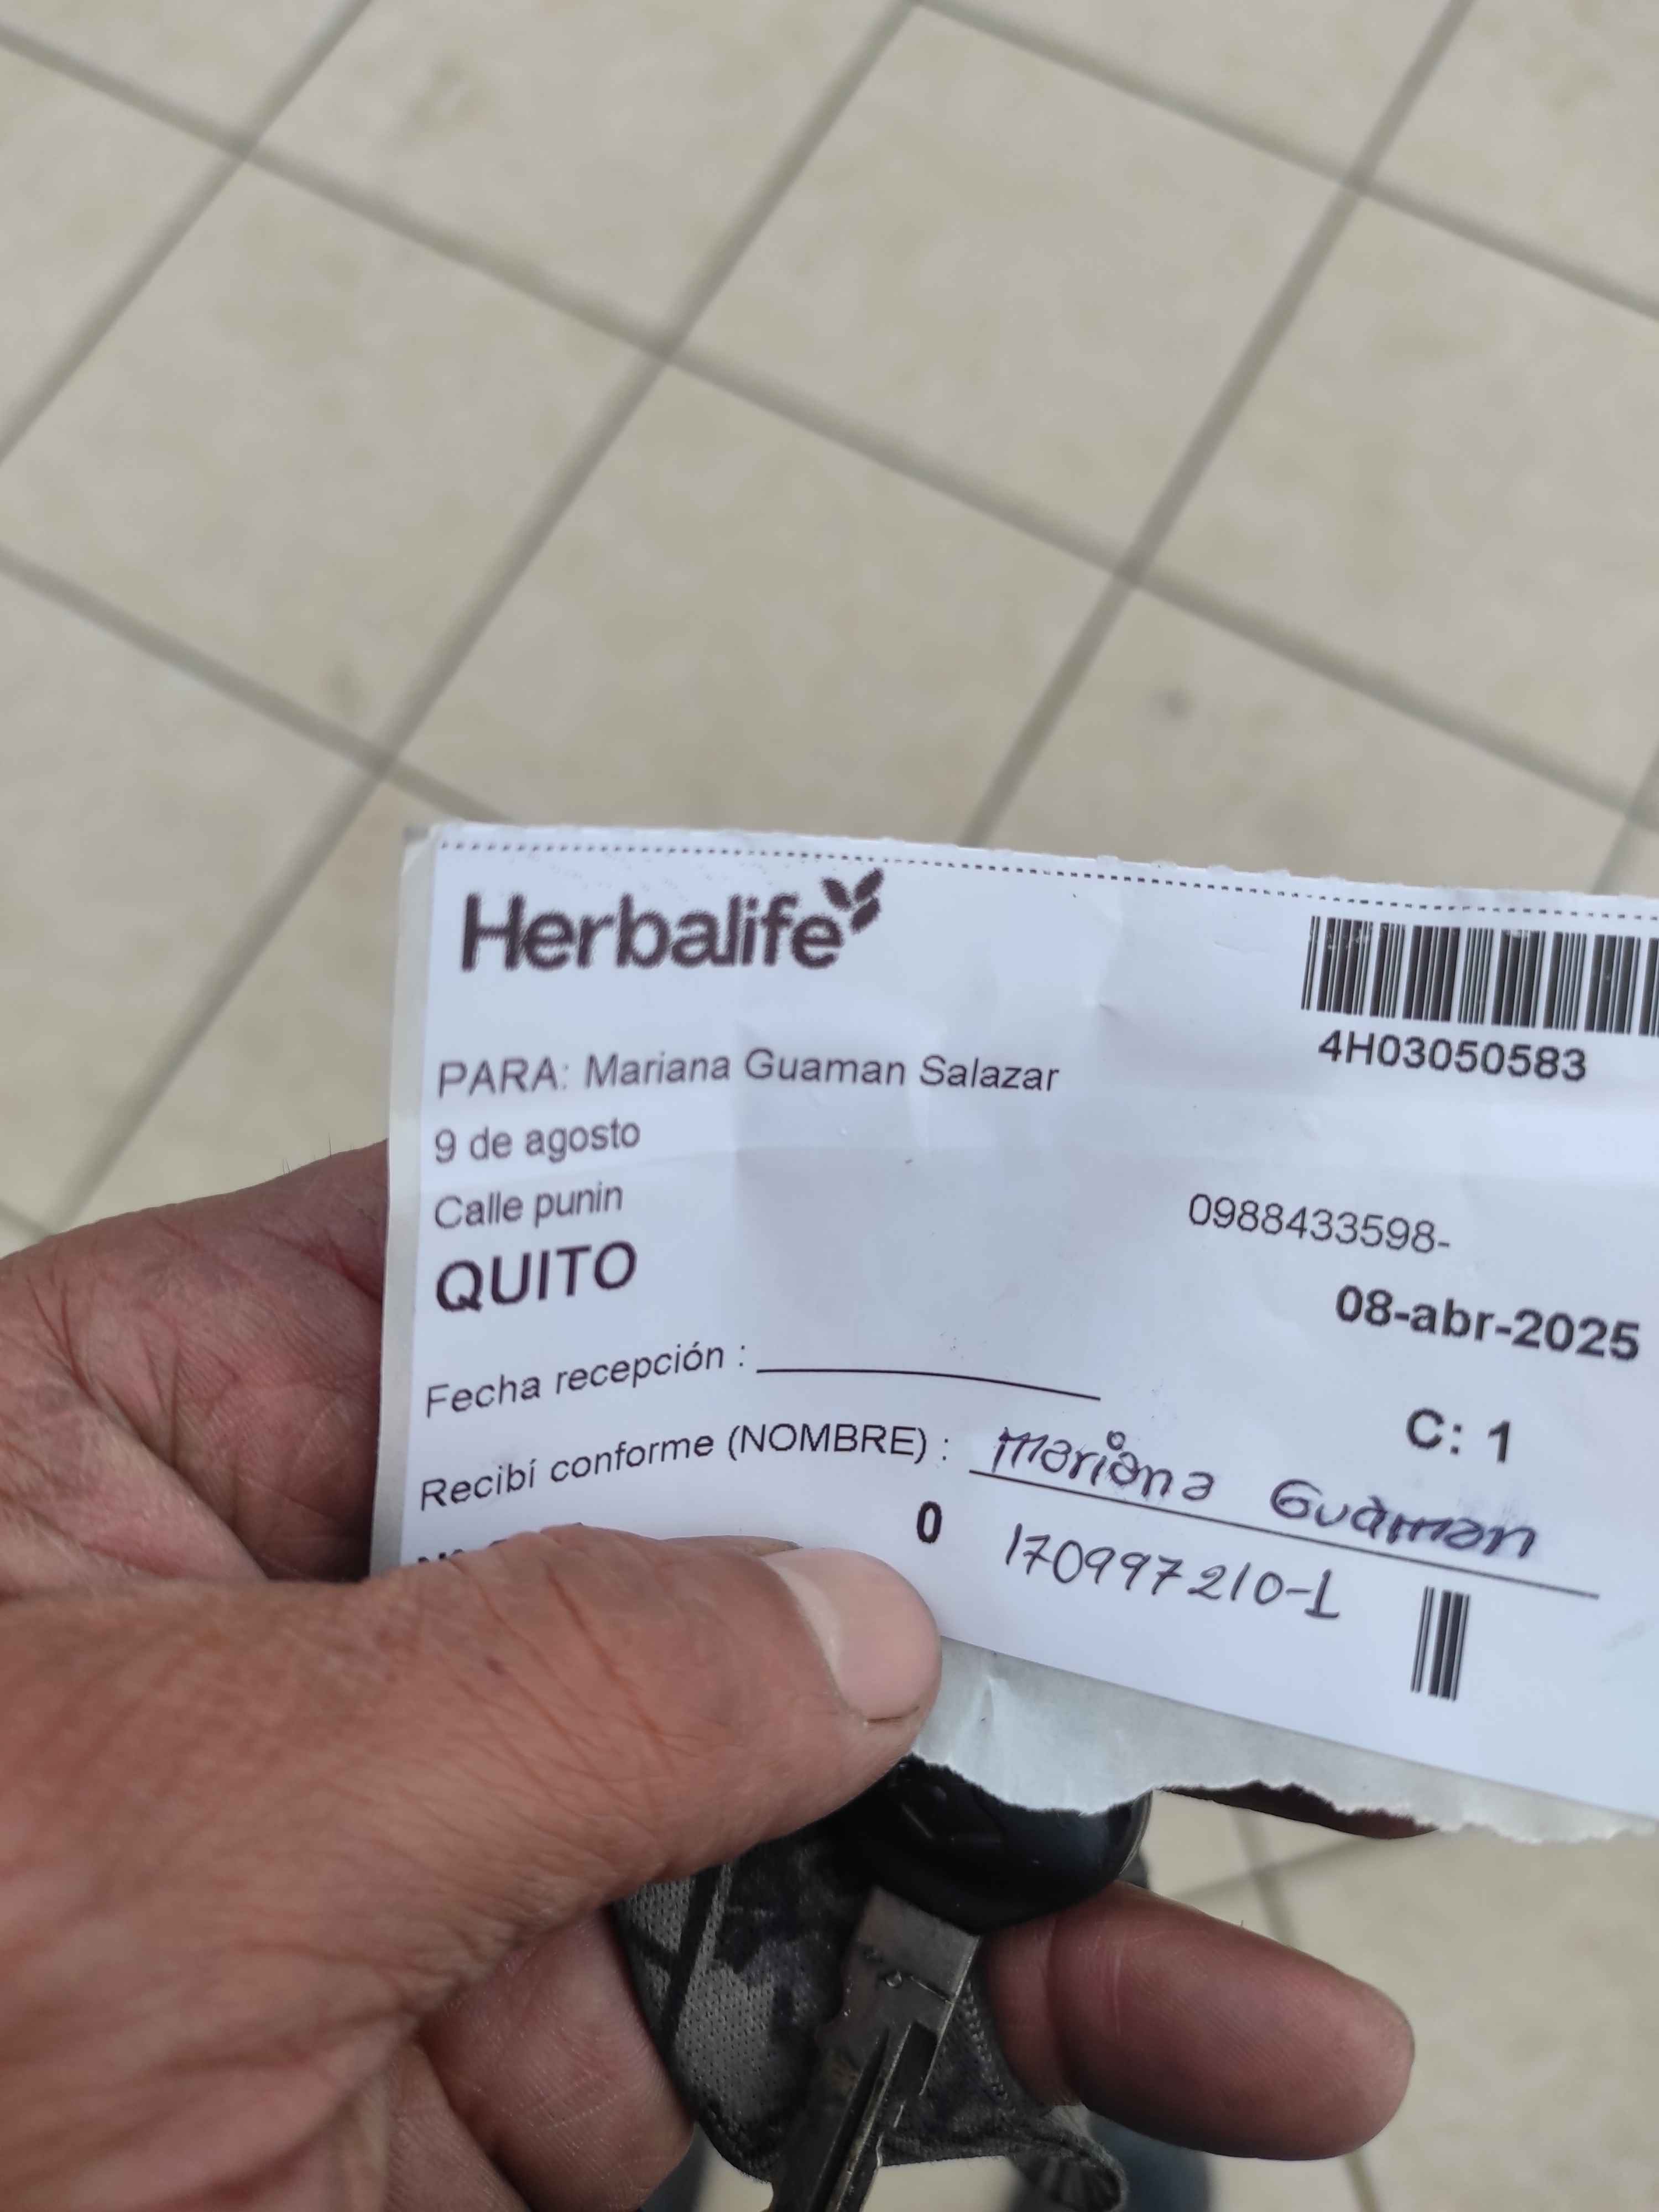 Herbalife
4H03050583
PARA: Mariana Guaman Salazar
9 de agosto
Calle punin
0988433598-
QUITO
08-abr-2025
Fecha recepción :
C: 1
Recibí conforme (NOMBRE) : Mariana Guaman
0 170997210-1